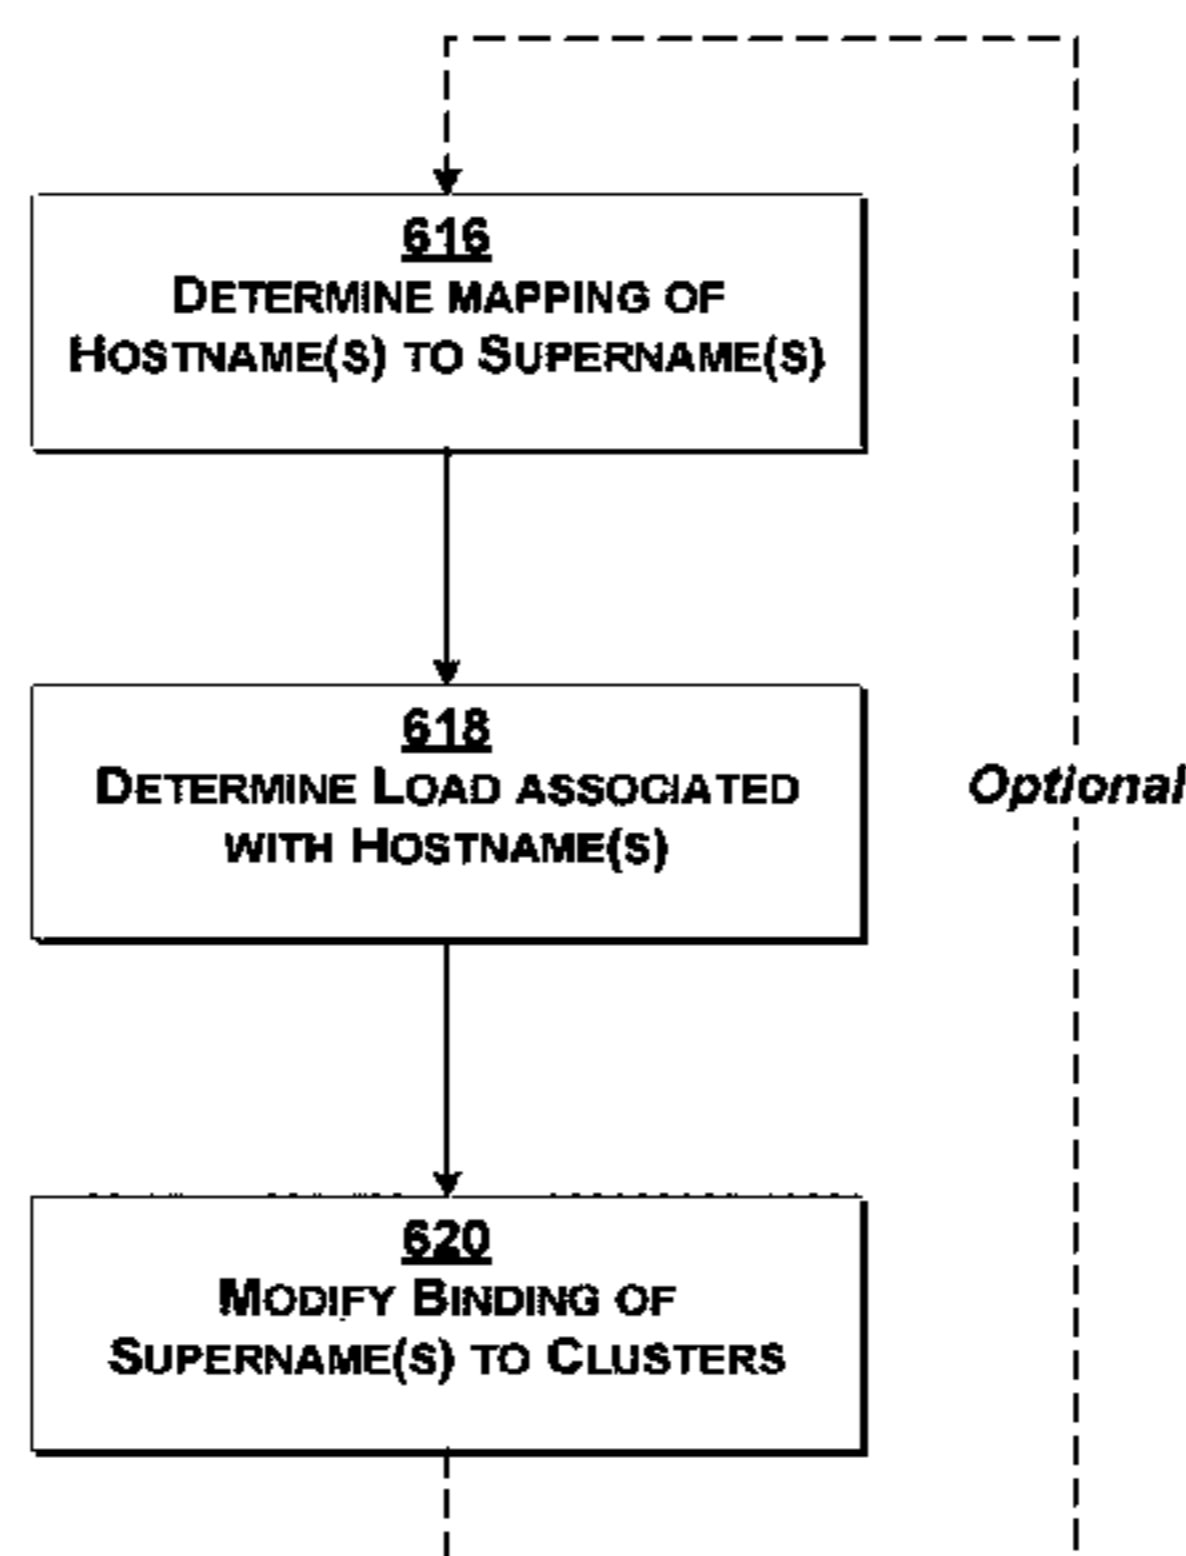 616
DETERMINE MAPPING OF
HOSTNAME(S) TO SUPERNAME(S)
618
DETERMINE LOAD ASSOCIATED
WITH HOSTNAME(S)
Optional
620
MODIFY BINDING OF
SUPERNAME(S) TO CLUSTERS